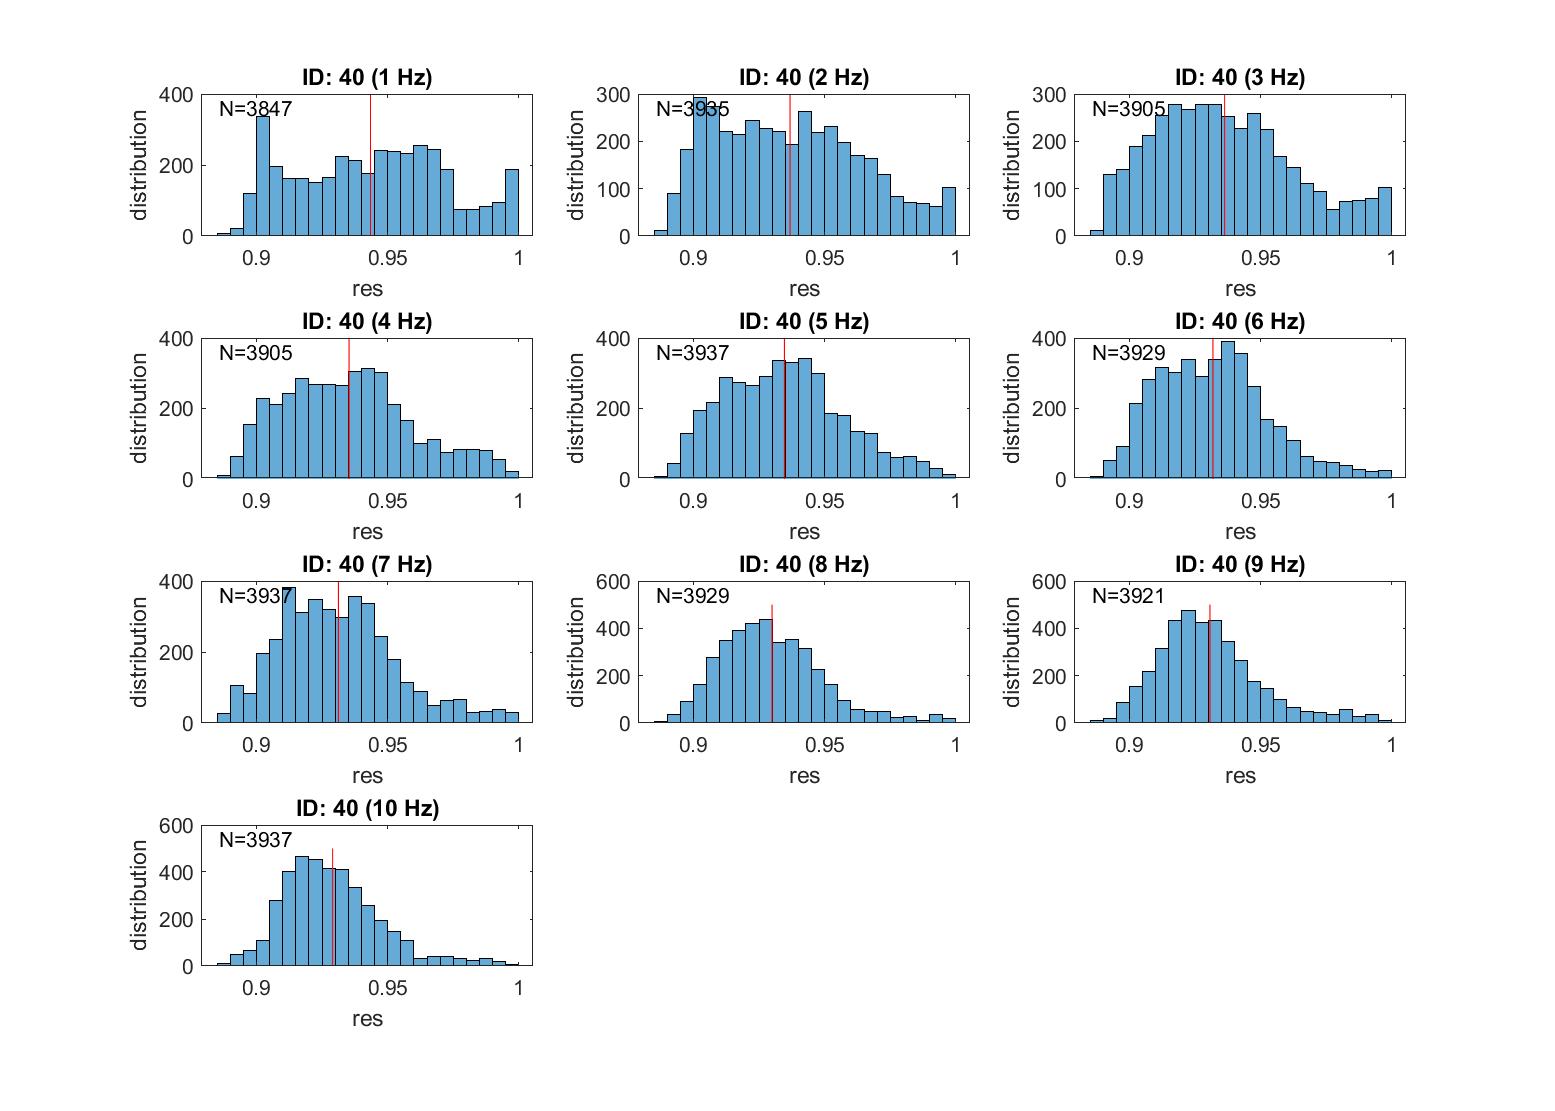 ID: 40 (1 Hz)
N=3847
distribution
400
200
0
0.9 0.95 1
res
ID: 40 (2 Hz)
N=3935
distribution
300
200
100
0
0.9 0.95 1
res
ID: 40 (3 Hz)
N=3905
distribution
300
200
100
0
0.9 0.95 1
res
ID: 40 (4 Hz)
N=3905
distribution
400
200
0
0.9 0.95 1
res
ID: 40 (5 Hz)
N=3937
distribution
400
200
0
0.9 0.95 1
res
ID: 40 (6 Hz)
N=3929
distribution
400
200
0
0.9 0.95 1
res
ID: 40 (7 Hz)
N=3937
distribution
400
200
0
0.9 0.95 1
res
ID: 40 (8 Hz)
N=3929
distribution
600
400
200
0
0.9 0.95 1
res
ID: 40 (9 Hz)
N=3921
distribution
600
400
200
0
0.9 0.95 1
res
ID: 40 (10 Hz)
N=3937
distribution
600
400
200
0
0.9 0.95 1
res